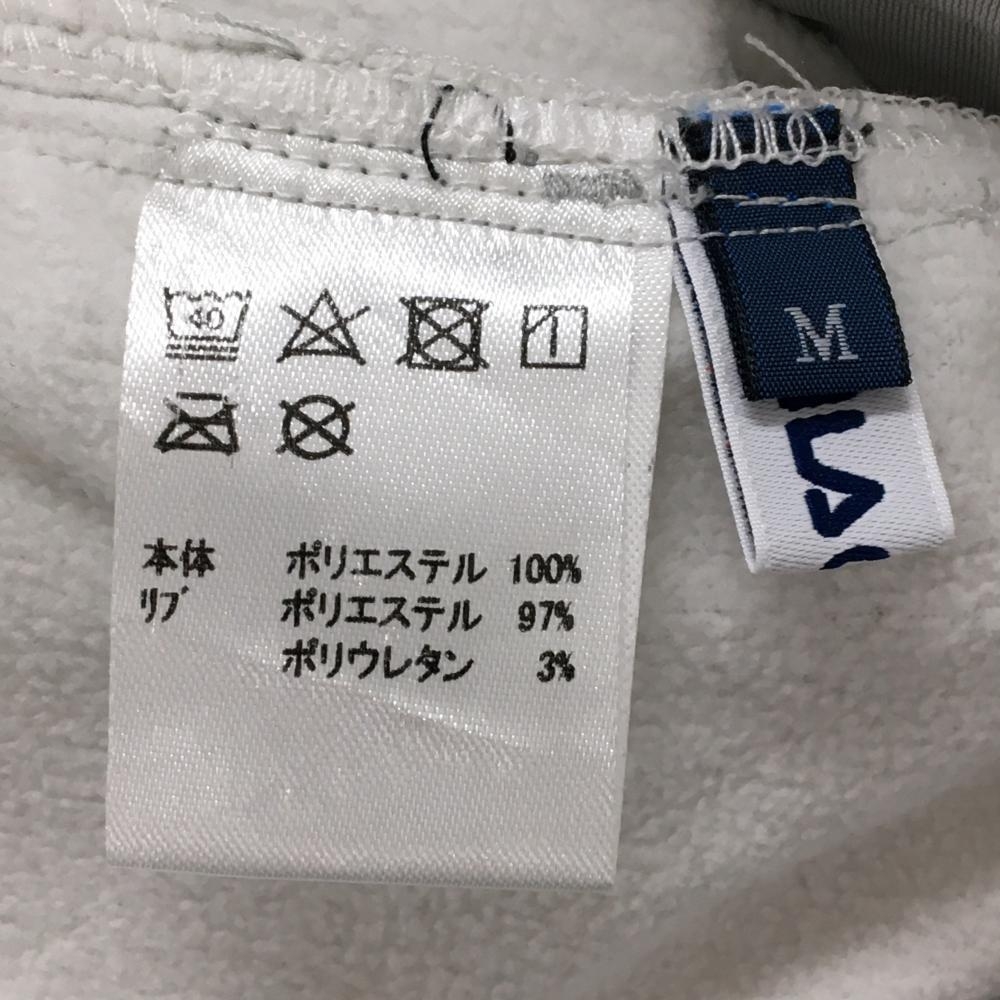 40
M
本体 ポリエステル 100%
リブ ポリエステル 97%
ポリウレタン 3%